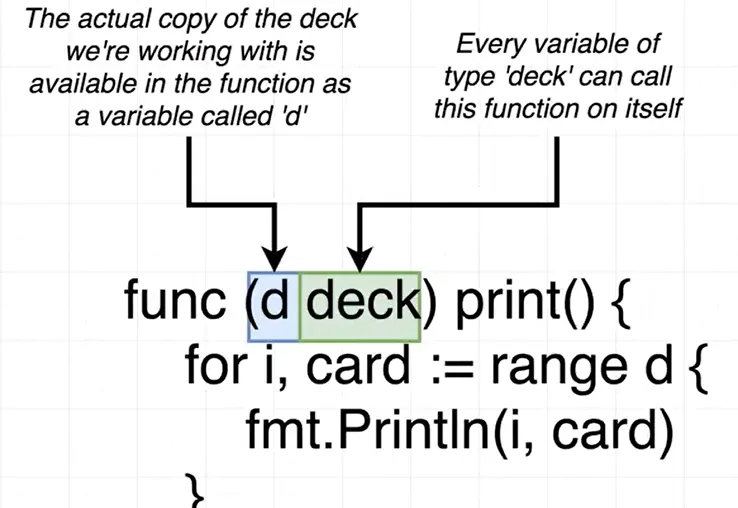 The actual copy of the deck
we're working with is
available in the function as
a variable called 'd'
Every variable of
type 'deck' can call
this function on itself
func (d deck) print() {
for i, card := range d {
fmt.Println(i, card)
}